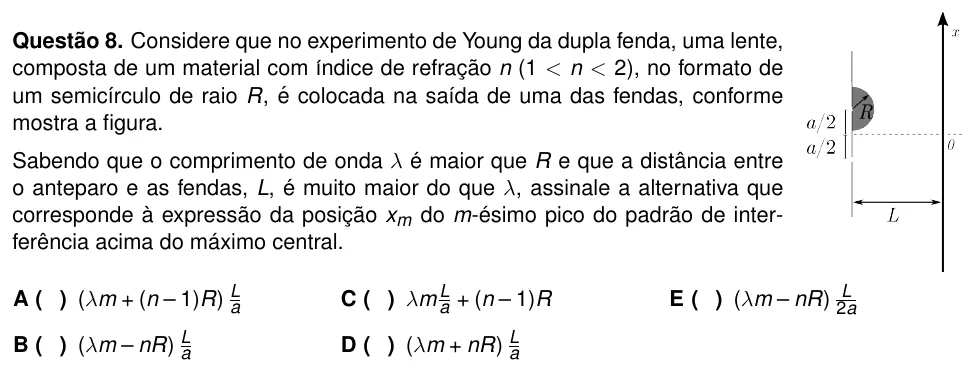 Questão 8. Considere que no experimento de Young da dupla fenda, uma lente,
composta de um material com índice de refração n (1 < n < 2), no formato de
um semicírculo de raio R, é colocada na saída de uma das fendas, conforme
mostra a figura.
Sabendo que o comprimento de onda λ é maior que R e que a distância entre
o anteparo e as fendas, L, é muito maior do que λ, assinale a alternativa que
corresponde à expressão da posição xₘ do m-ésimo pico do padrão de inter-
ferência acima do máximo central.
x
R
a/2
a/2
0
L
A ( ) (λm + (n – 1)R) L/a
C ( ) λm L/a + (n – 1)R
E ( ) (λm – nR) L/2a
B ( ) (λm – nR) L/a
D ( ) (λm + nR) L/a